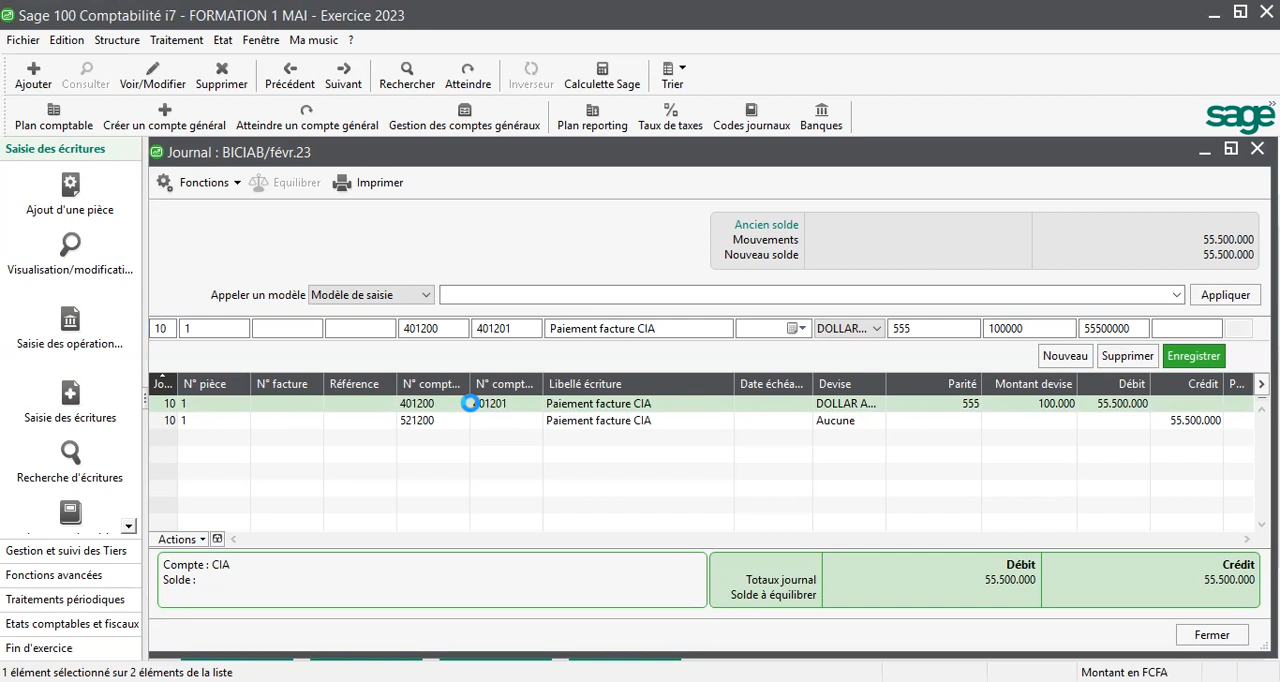 Sage 100 Comptabilité i7 - FORMATION 1 MAI - Exercice 2023
Fichier Edition Structure Traitement Etat Fenêtre Ma music ?
Ajouter Consulter Voir/Modifier Supprimer Précédent Suivant Rechercher Atteindre Inverseur Calculette Sage Trier
Plan comptable Créer un compte général Atteindre un compte général Gestion des comptes généraux Plan reporting Taux de taxes Codes journaux Banques
sage
Saisie des écritures
Ajout d'une pièce
Visualisation/modificati...
Saisie des opération...
Saisie des écritures
Recherche d'écritures
Gestion et suivi des Tiers
Fonctions avancées
Traitements périodiques
Etats comptables et fiscaux
Fin d'exercice
Journal : BICIAB/févr.23
Fonctions Equilibrer Imprimer
Ancien solde
Mouvements 55.500.000
Nouveau solde 55.500.000
Appeler un modèle Modèle de saisie Appliquer
10 1 401200 401201 Paiement facture CIA DOLLAR... 555 100000 55500000
Nouveau Supprimer Enregistrer
Jo... N° pièce N° facture Référence N° compt... N° compt... Libellé écriture Date échéa... Devise Parité Montant devise Débit Crédit P...
10 1 401200 401201 Paiement facture CIA DOLLAR A... 555 100.000 55.500.000
10 1 521200 Paiement facture CIA Aucune 55.500.000
Actions
Compte : CIA
Solde :
Débit Crédit
Totaux journal 55.500.000 55.500.000
Solde à équilibrer
Fermer
1 élément sélectionné sur 2 éléments de la liste
Montant en FCFA